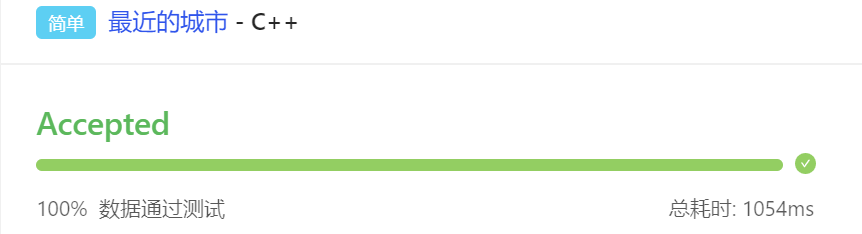 简单 最近的城市 - C++
Accepted
100% 数据通过测试 总耗时: 1054ms